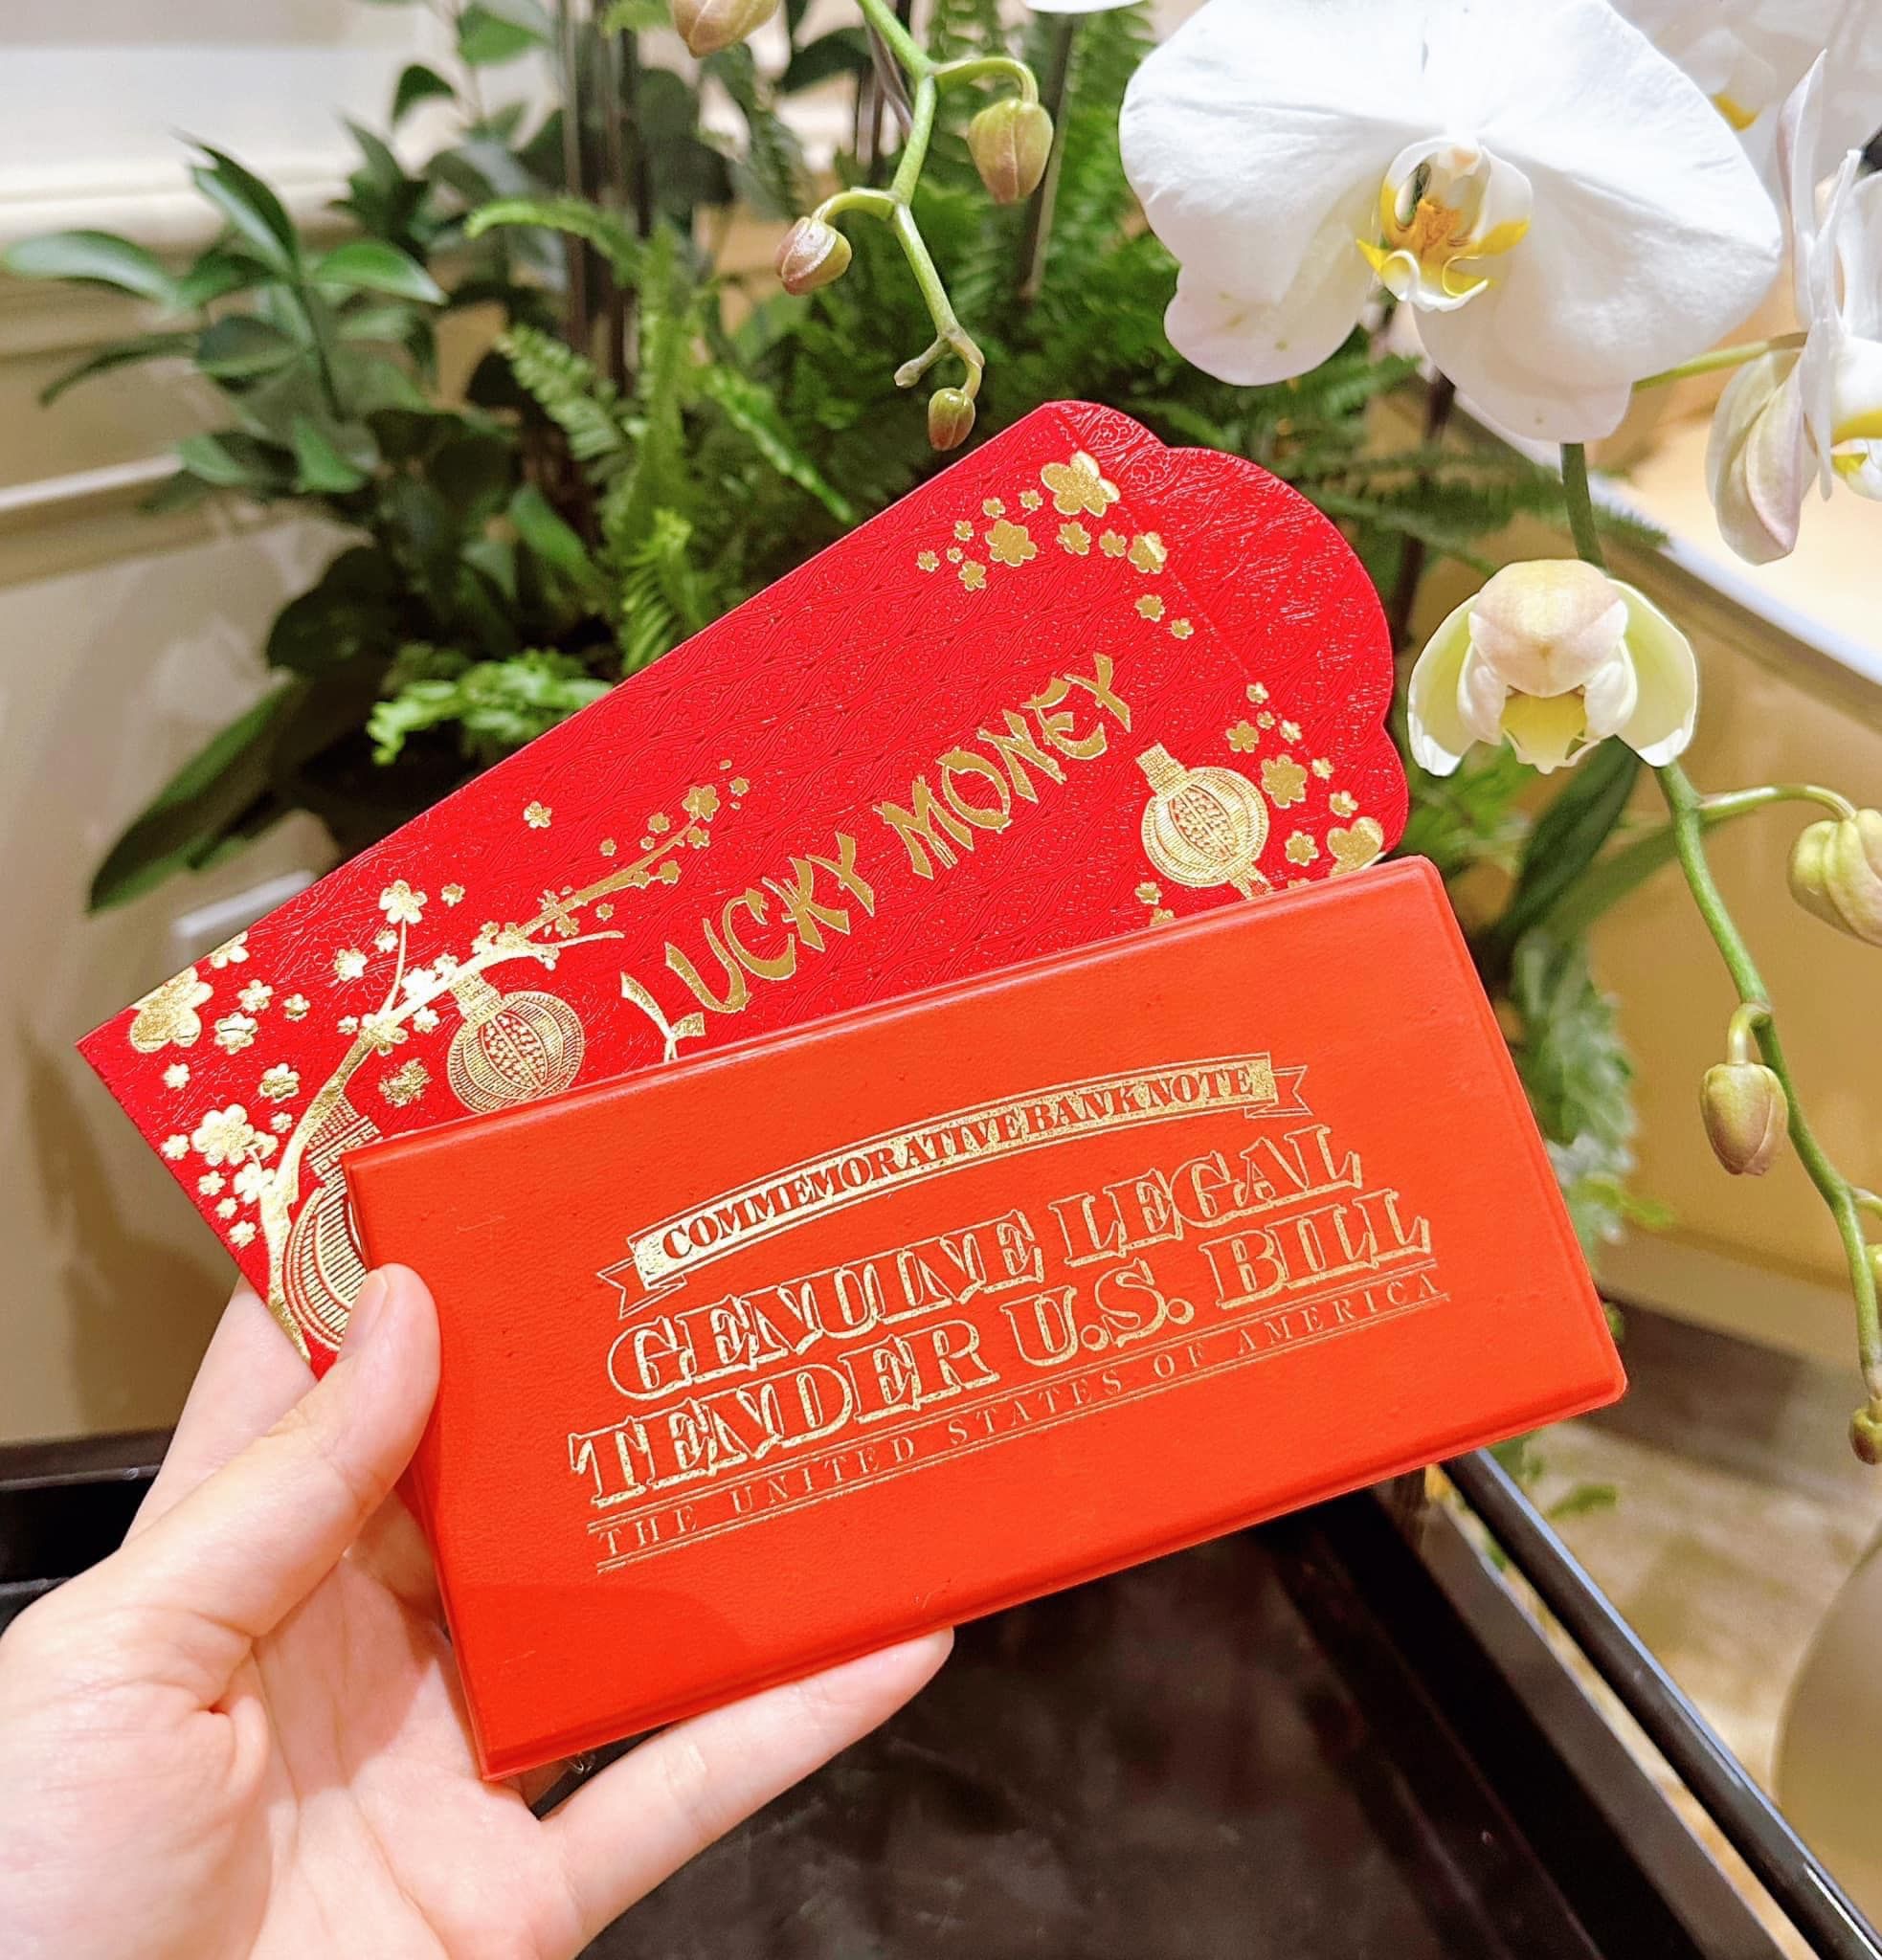 LUCKY MONEY
COMMEMORATIVE BANK NOTE
GENUINE LEGAL
TENDER U.S. BILL
THE UNITED STATES OF AMERICA